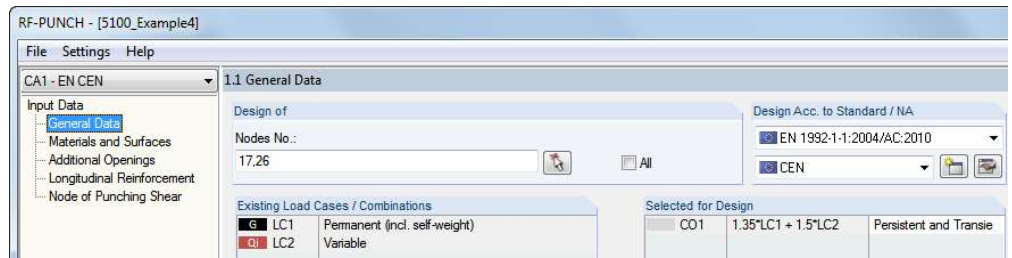 RF-PUNCH - [5100_Example4]
File Settings Help
CA1 - EN CEN
1.1 General Data
Input Data
General Data
Materials and Surfaces
Additional Openings
Longitudinal Reinforcement
Node of Punching Shear
Design of
Nodes No.:
17,26
All
Design Acc. to Standard / NA
EN 1992-1-1:2004/AC:2010
CEN
Existing Load Cases / Combinations
G LC1 Permanent (incl. self-weight)
Qi LC2 Variable
Selected for Design
CO1 1.35*LC1 + 1.5*LC2 Persistent and Transie